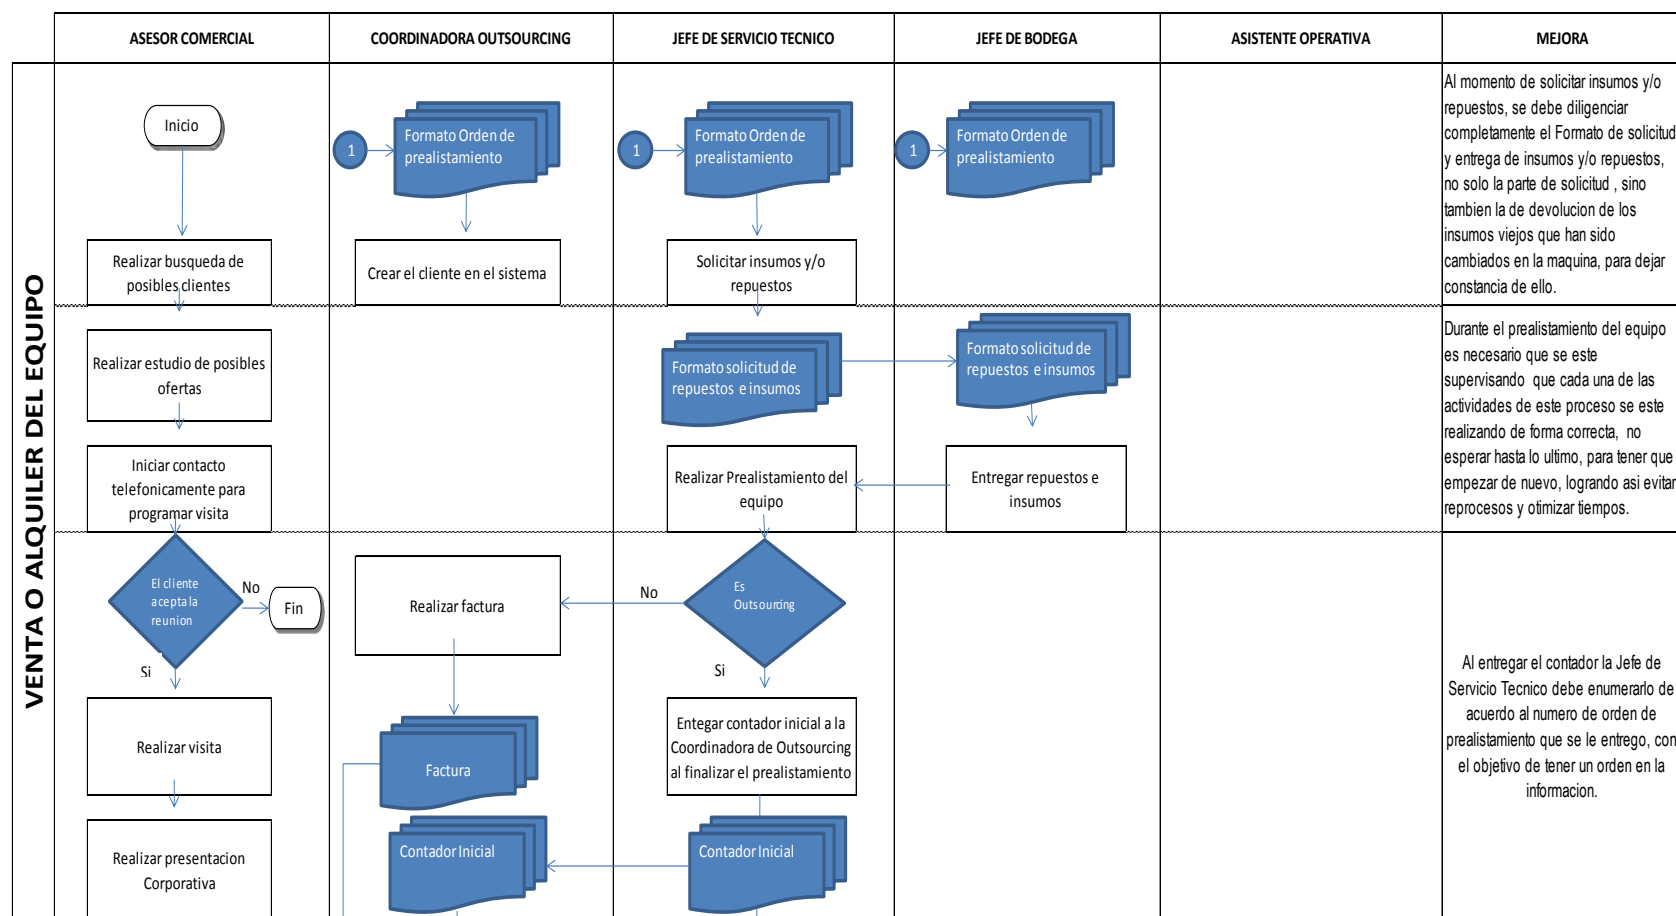 ASESOR COMERCIAL
COORDINADORA OUTSOURCING
JEFE DE SERVICIO TECNICO
JEFE DE BODEGA
ASISTENTE OPERATIVA
MEJORA
VENTA O ALQUILER DEL EQUIPO
Inicio
1
Formato Orden de
prealistamiento
1
Formato Orden de
prealistamiento
1
Formato Orden de
prealistamiento
Al momento de solicitar insumos y/o
repuestos, se debe diligenciar
completamente el Formato de solicitud
y entrega de insumos y/o repuestos,
no solo la parte de solicitud , sino
tambien la de devolucion de los
insumos viejos que han sido
cambiados en la maquina, para dejar
constancia de ello.
Realizar busqueda de
posibles clientes
Crear el cliente en el sistema
Solicitar insumos y/o
repuestos
Realizar estudio de posibles
ofertas
Formato solicitud de
repuestos e insumos
Formato solicitud de
repuestos e insumos
Durante el prealistamiento del equipo
es necesario que se este
supervisando que cada una de las
actividades de este proceso se este
realizando de forma correcta, no
esperar hasta lo ultimo, para tener que
empezar de nuevo, logrando asi evitar
reprocesos y otimizar tiempos.
Iniciar contacto
telefonicamente para
programar visita
Realizar Prealistamiento del
equipo
Entregar repuestos e
insumos
El cliente
acepta la
reunion
No
Fin
Si
Realizar factura
No
Es
Outsourcing
Si
Realizar visita
Factura
Entegar contador inicial a la
Coordinadora de Outsourcing
al finalizar el prealistamiento
Al entregar el contador la Jefe de
Servicio Tecnico debe enumerarlo de
acuerdo al numero de orden de
prealistamiento que se le entrego, con
el objetivo de tener un orden en la
informacion.
Realizar presentacion
Corporativa
Contador Inicial
Contador Inicial